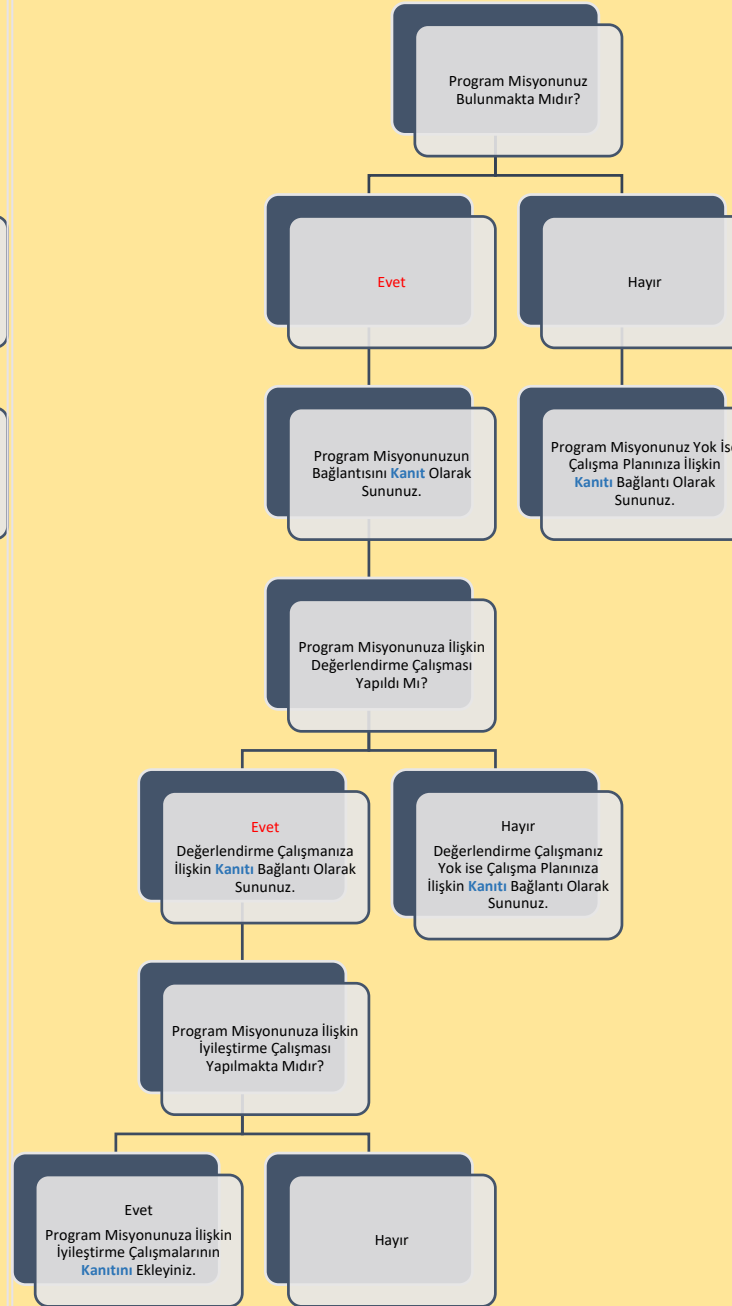 Program Misyonunuz
Bulunmakta Mıdır?
Evet
Hayır
Program Misyonunuzun
Bağlantısını Kanıt Olarak
Sununuz.
Program Misyonunuz Yok İse
Çalışma Planınıza İlişkin
Kanıtı Bağlantı Olarak
Sununuz.
Program Misyonunuza İlişkin
Değerlendirme Çalışması
Yapıldı Mı?
Evet
Değerlendirme Çalışmanıza
İlişkin Kanıtı Bağlantı Olarak
Sununuz.
Hayır
Değerlendirme Çalışmanız
Yok ise Çalışma Planınıza
İlişkin Kanıtı Bağlantı Olarak
Sununuz.
Program Misyonunuza İlişkin
İyileştirme Çalışması
Yapılmakta Mıdır?
Evet
Program Misyonunuza İlişkin
İyileştirme Çalışmalarının
Kanıtını Ekleyiniz.
Hayır